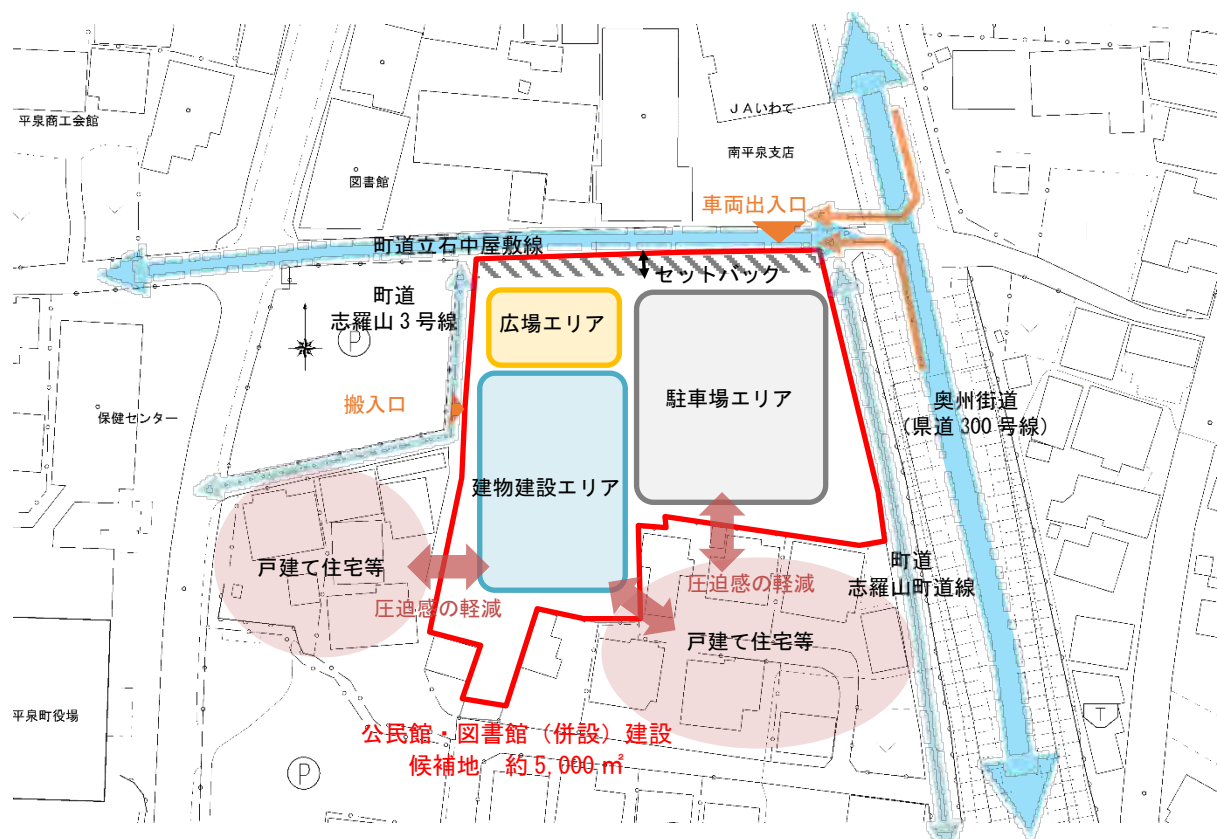 平泉商工会館
JAいわて
南平泉支店
図書館
車両出入口
町道立石中屋敷線
セットバック
町道
志羅山3号線
P
広場エリア
駐車場エリア
搬入口
保健センター
奥州街道
(県道300号線)
建物建設エリア
戸建て住宅等
圧迫感の軽減
圧迫感の軽減
町道
志羅山町道線
戸建て住宅等
平泉町役場
公民館・図書館(併設)建設
候補地 約5,000㎡
P
T